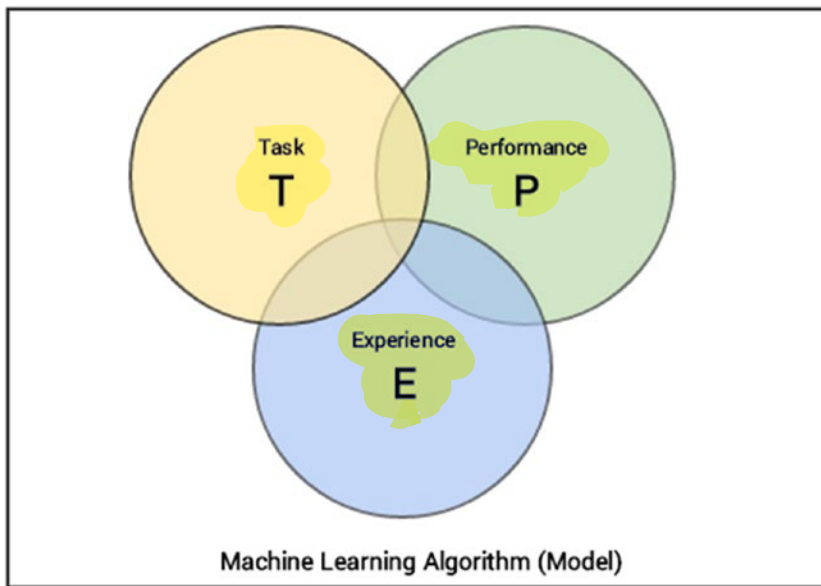 Task
T
Performance
P
Experience
E
Machine Learning Algorithm (Model)